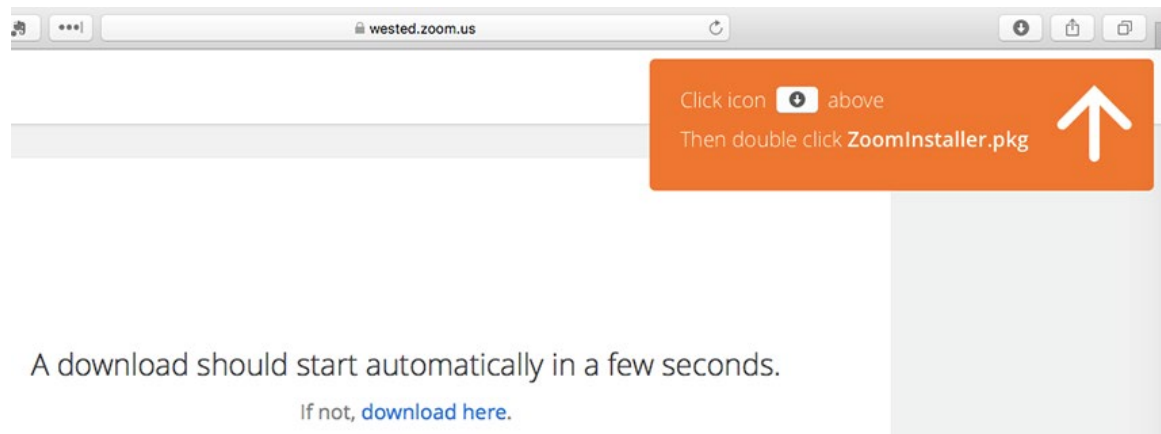 wested.zoom.us
Click icon above
Then double click ZoomInstaller.pkg
A download should start automatically in a few seconds.
If not, download here.